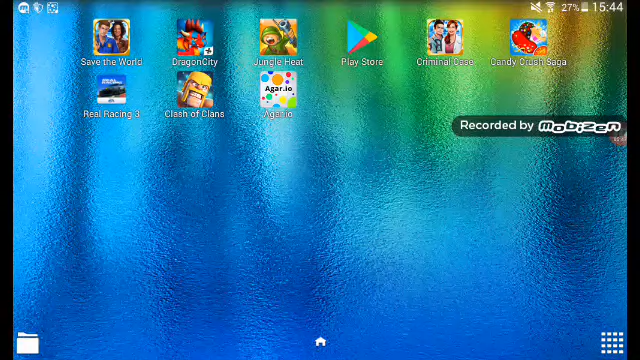 27% 15:44
Save the World DragonCity Jungle Heat Play Store Criminal Case Candy Crush Saga
Agar.io
Real Racing 3 Clash of Clans Agar.io
Recorded by mobizen